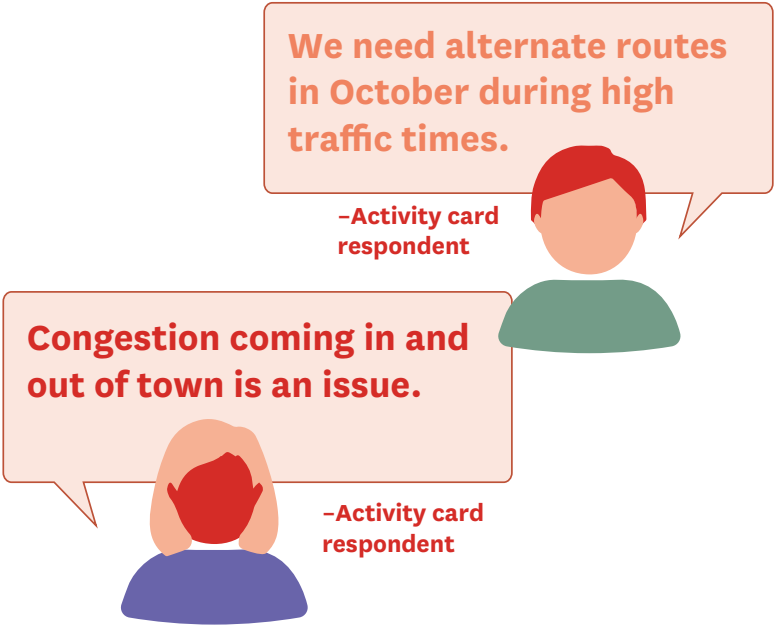 We need alternate routes
in October during high
traffic times.
–Activity card
respondent
Congestion coming in and
out of town is an issue.
–Activity card
respondent